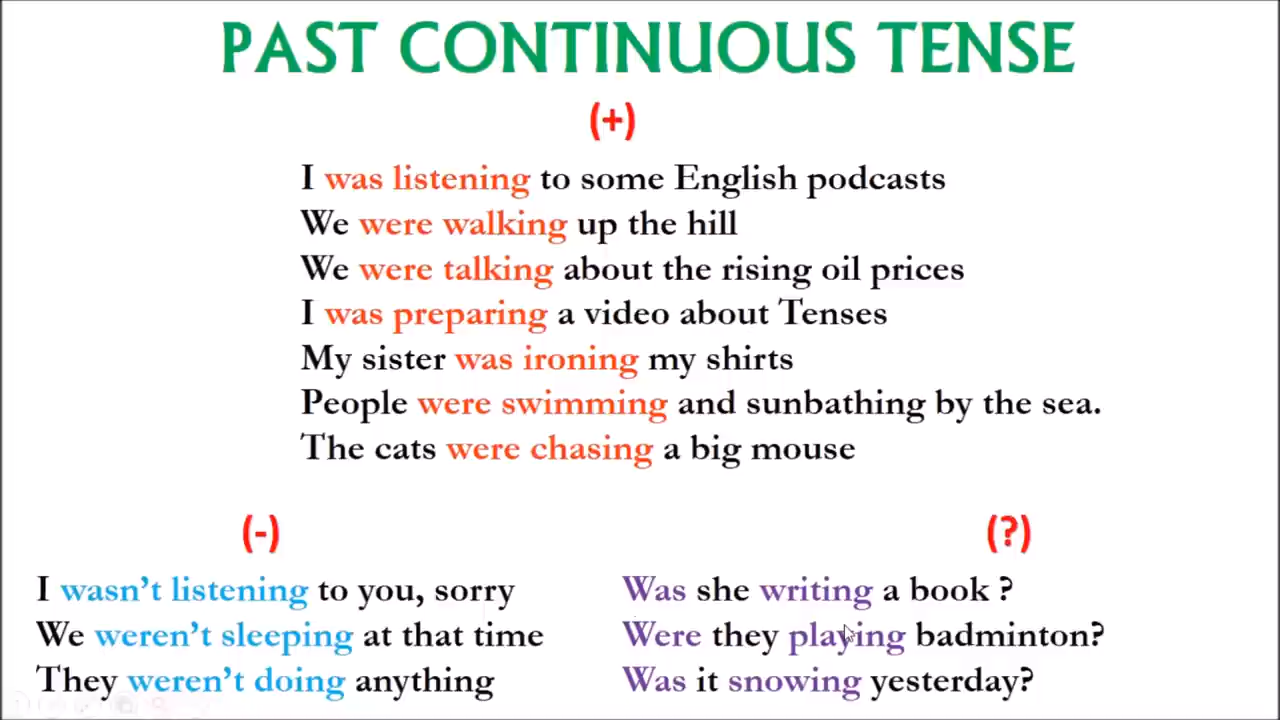 PAST CONTINUOUS TENSE
(+)
I was listening to some English podcasts
We were walking up the hill
We were talking about the rising oil prices
I was preparing a video about Tenses
My sister was ironing my shirts
People were swimming and sunbathing by the sea.
The cats were chasing a big mouse
(-)
I wasn't listening to you, sorry
We weren't sleeping at that time
They weren't doing anything
(?)
Was she writing a book ?
Were they playing badminton?
Was it snowing yesterday?